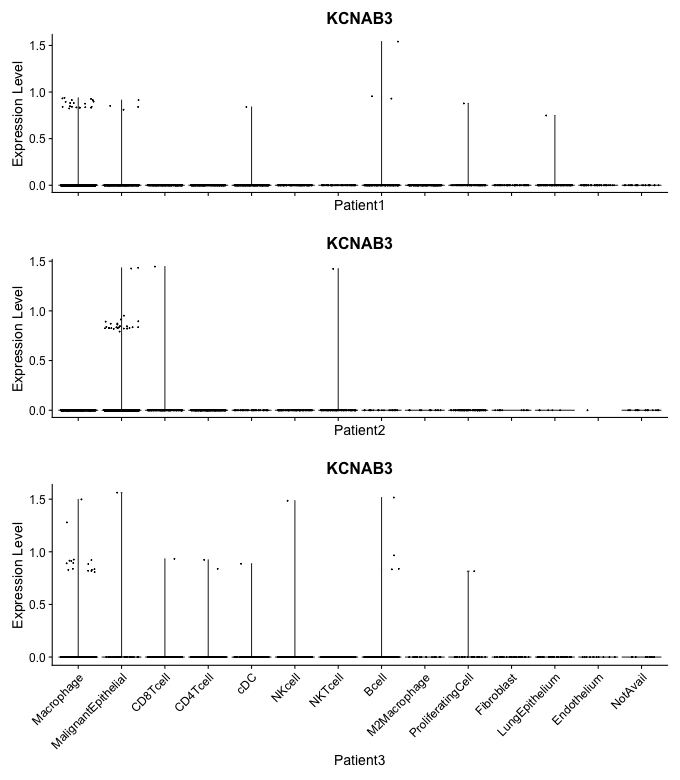 KCNAB3
Expression Level
1.5
1.0
0.5
0.0
Patient1
KCNAB3
Expression Level
1.5
1.0
0.5
0.0
Patient2
KCNAB3
Expression Level
1.5
1.0
0.5
0.0
Macrophage
MalignantEpithelial
CD8Tcell
CD4Tcell
cDC
NKcell
NKTcell
Bcell
M2Macrophage
ProliferatingCell
Fibroblast
LungEpithelium
Endothelium
NotAvail
Patient3